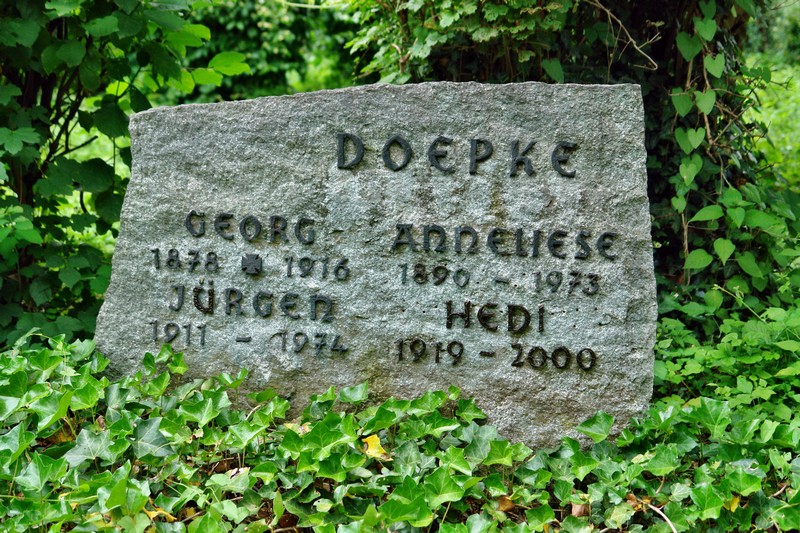 DOEPKE
GEORG ANNELIESE
1878 ✠ 1916 1890 - 1973
JÜRGEN HEDI
1911 - 1974 1919 - 2000